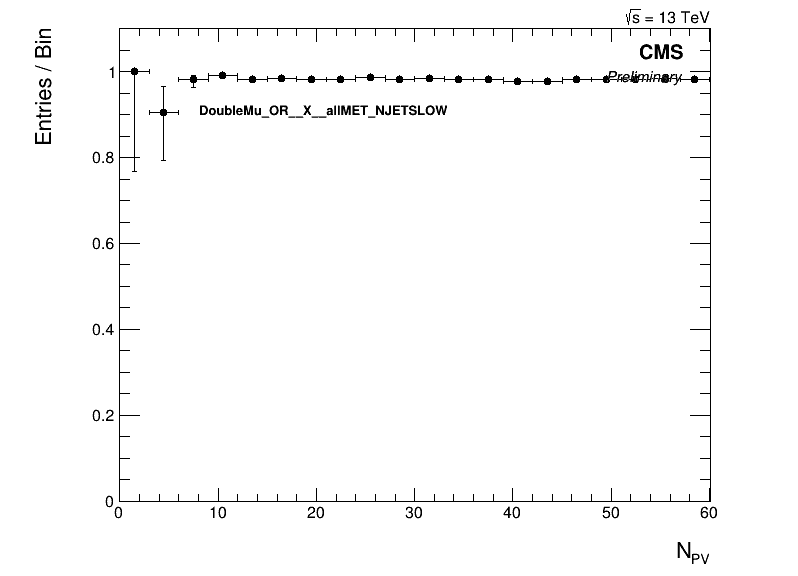 √s = 13 TeV
Entries / Bin
CMS
Preliminary
DoubleMu_OR__X__allMET_NJETSLOW
1
0.8
0.6
0.4
0.2
0
0 10 20 30 40 50 60
N_PV